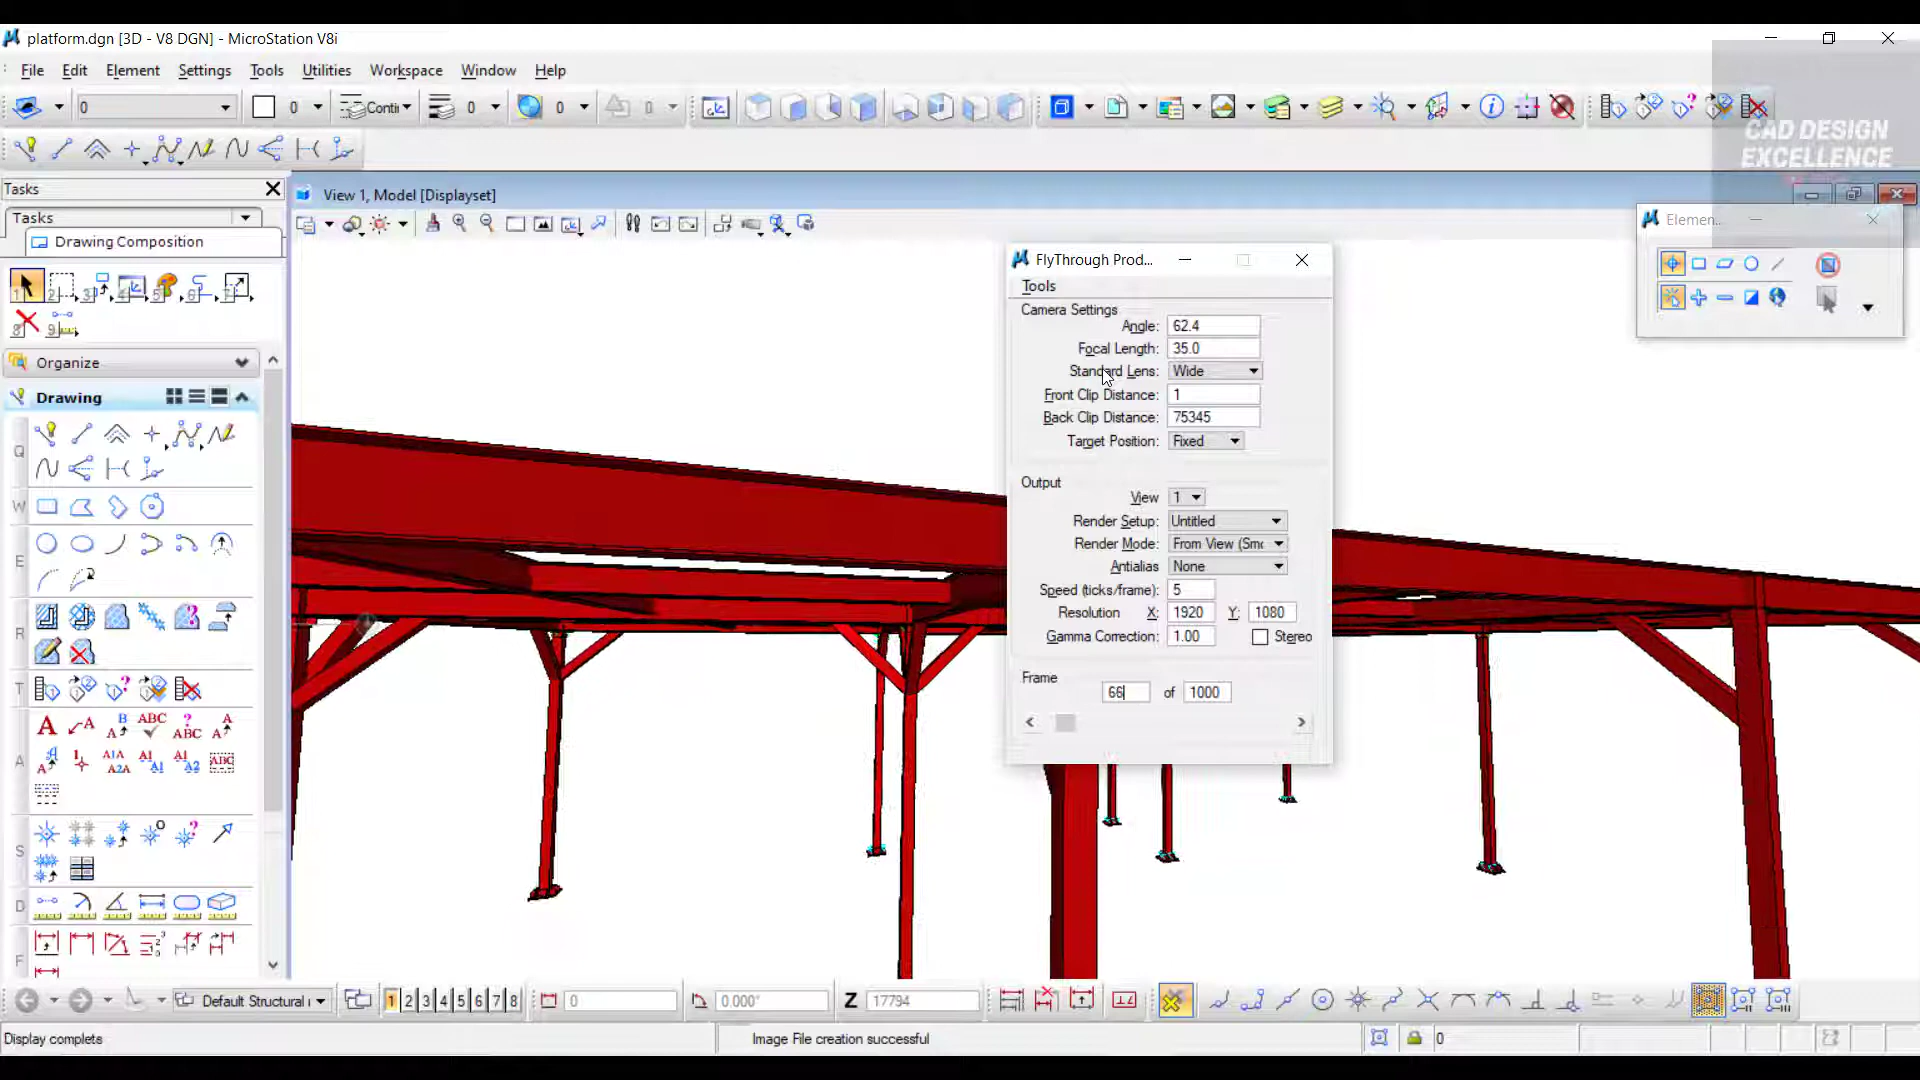 platform.dgn [3D - V8 DGN] - MicroStation V8i
File Edit Element Settings Tools Utilities Workspace Window Help
0 0 Conti 0 0 0
CAD DESIGN
EXCELLENCE
Tasks
Tasks
Drawing Composition
Organize
Drawing
Q
W
E
R
T
A
S
D
F
View 1, Model [Displayset]
Elemen...
FlyThrough Prod...
Tools
Camera Settings
Angle: 62.4
Focal Length: 35.0
Standard Lens: Wide
Front Clip Distance: 1
Back Clip Distance: 75345
Target Position: Fixed
Output
View 1
Render Setup: Untitled
Render Mode: From View (Smo
Antialias None
Speed (ticks/frame): 5
Resolution X: 1920 Y: 1080
Gamma Correction: 1.00 Stereo
Frame
66 of 1000
Default Structural 1 2 3 4 5 6 7 8 0 0.000° Z 17794
Display complete Image File creation successful 0